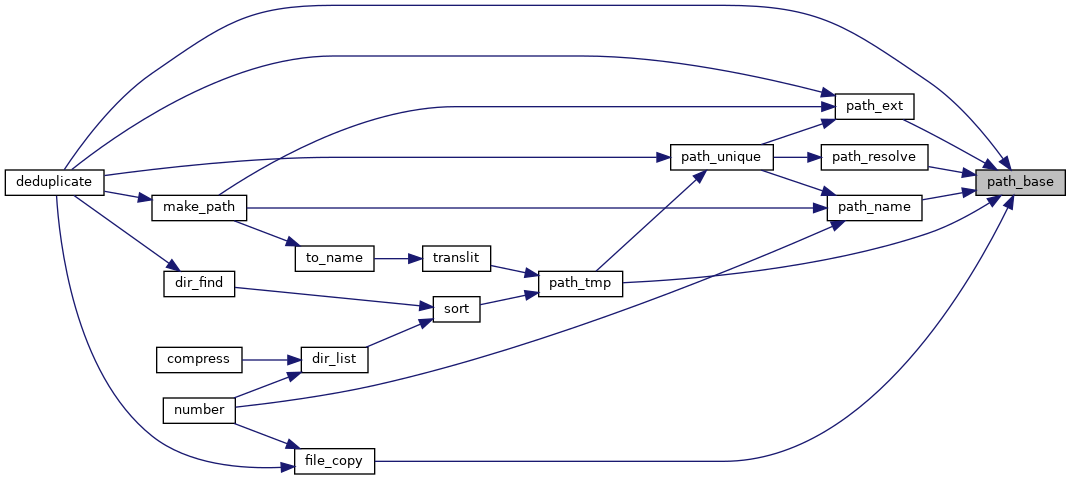 path_ext
path_unique
path_resolve
deduplicate
path_base
make_path
path_name
to_name
translit
dir_find
path_tmp
sort
compress
dir_list
number
file_copy